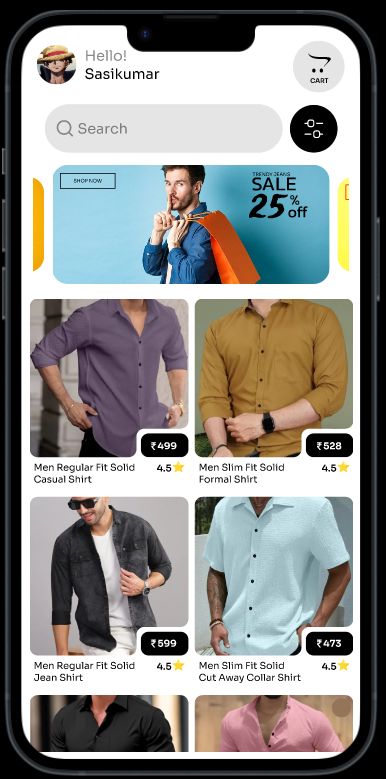 Hello!
Sasikumar
CART
Search
SHOP NOW
TRENDY JEANS
SALE
25% off
₹499
₹528
Men Regular Fit Solid
Casual Shirt
4.5
Men Slim Fit Solid
Formal Shirt
4.5
₹599
₹473
Men Regular Fit Solid
Jean Shirt
4.5
Men Slim Fit Solid
Cut Away Collar Shirt
4.5